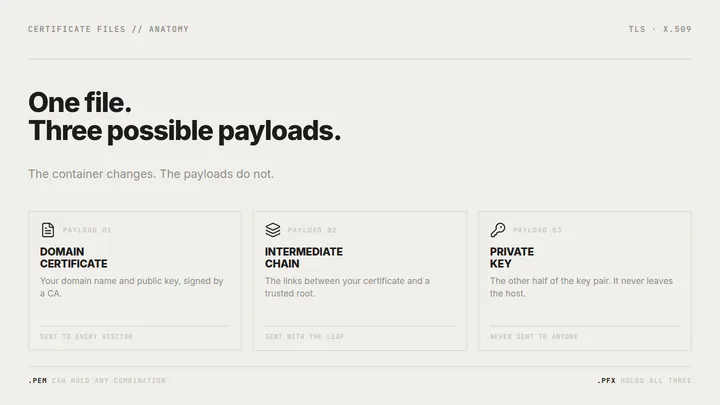 CERTIFICATE FILES // ANATOMY
TLS · X.509
One file.
Three possible payloads.
The container changes. The payloads do not.
PAYLOAD 01
DOMAIN
CERTIFICATE
Your domain name and public key, signed by
a CA.
SENT TO EVERY VISITOR
PAYLOAD 02
INTERMEDIATE
CHAIN
The links between your certificate and a
trusted root.
SENT WITH THE LEAF
PAYLOAD 03
PRIVATE
KEY
The other half of the key pair. It never leaves
the host.
NEVER SENT TO ANYONE
.PEM CAN HOLD ANY COMBINATION
.PFX HOLDS ALL THREE